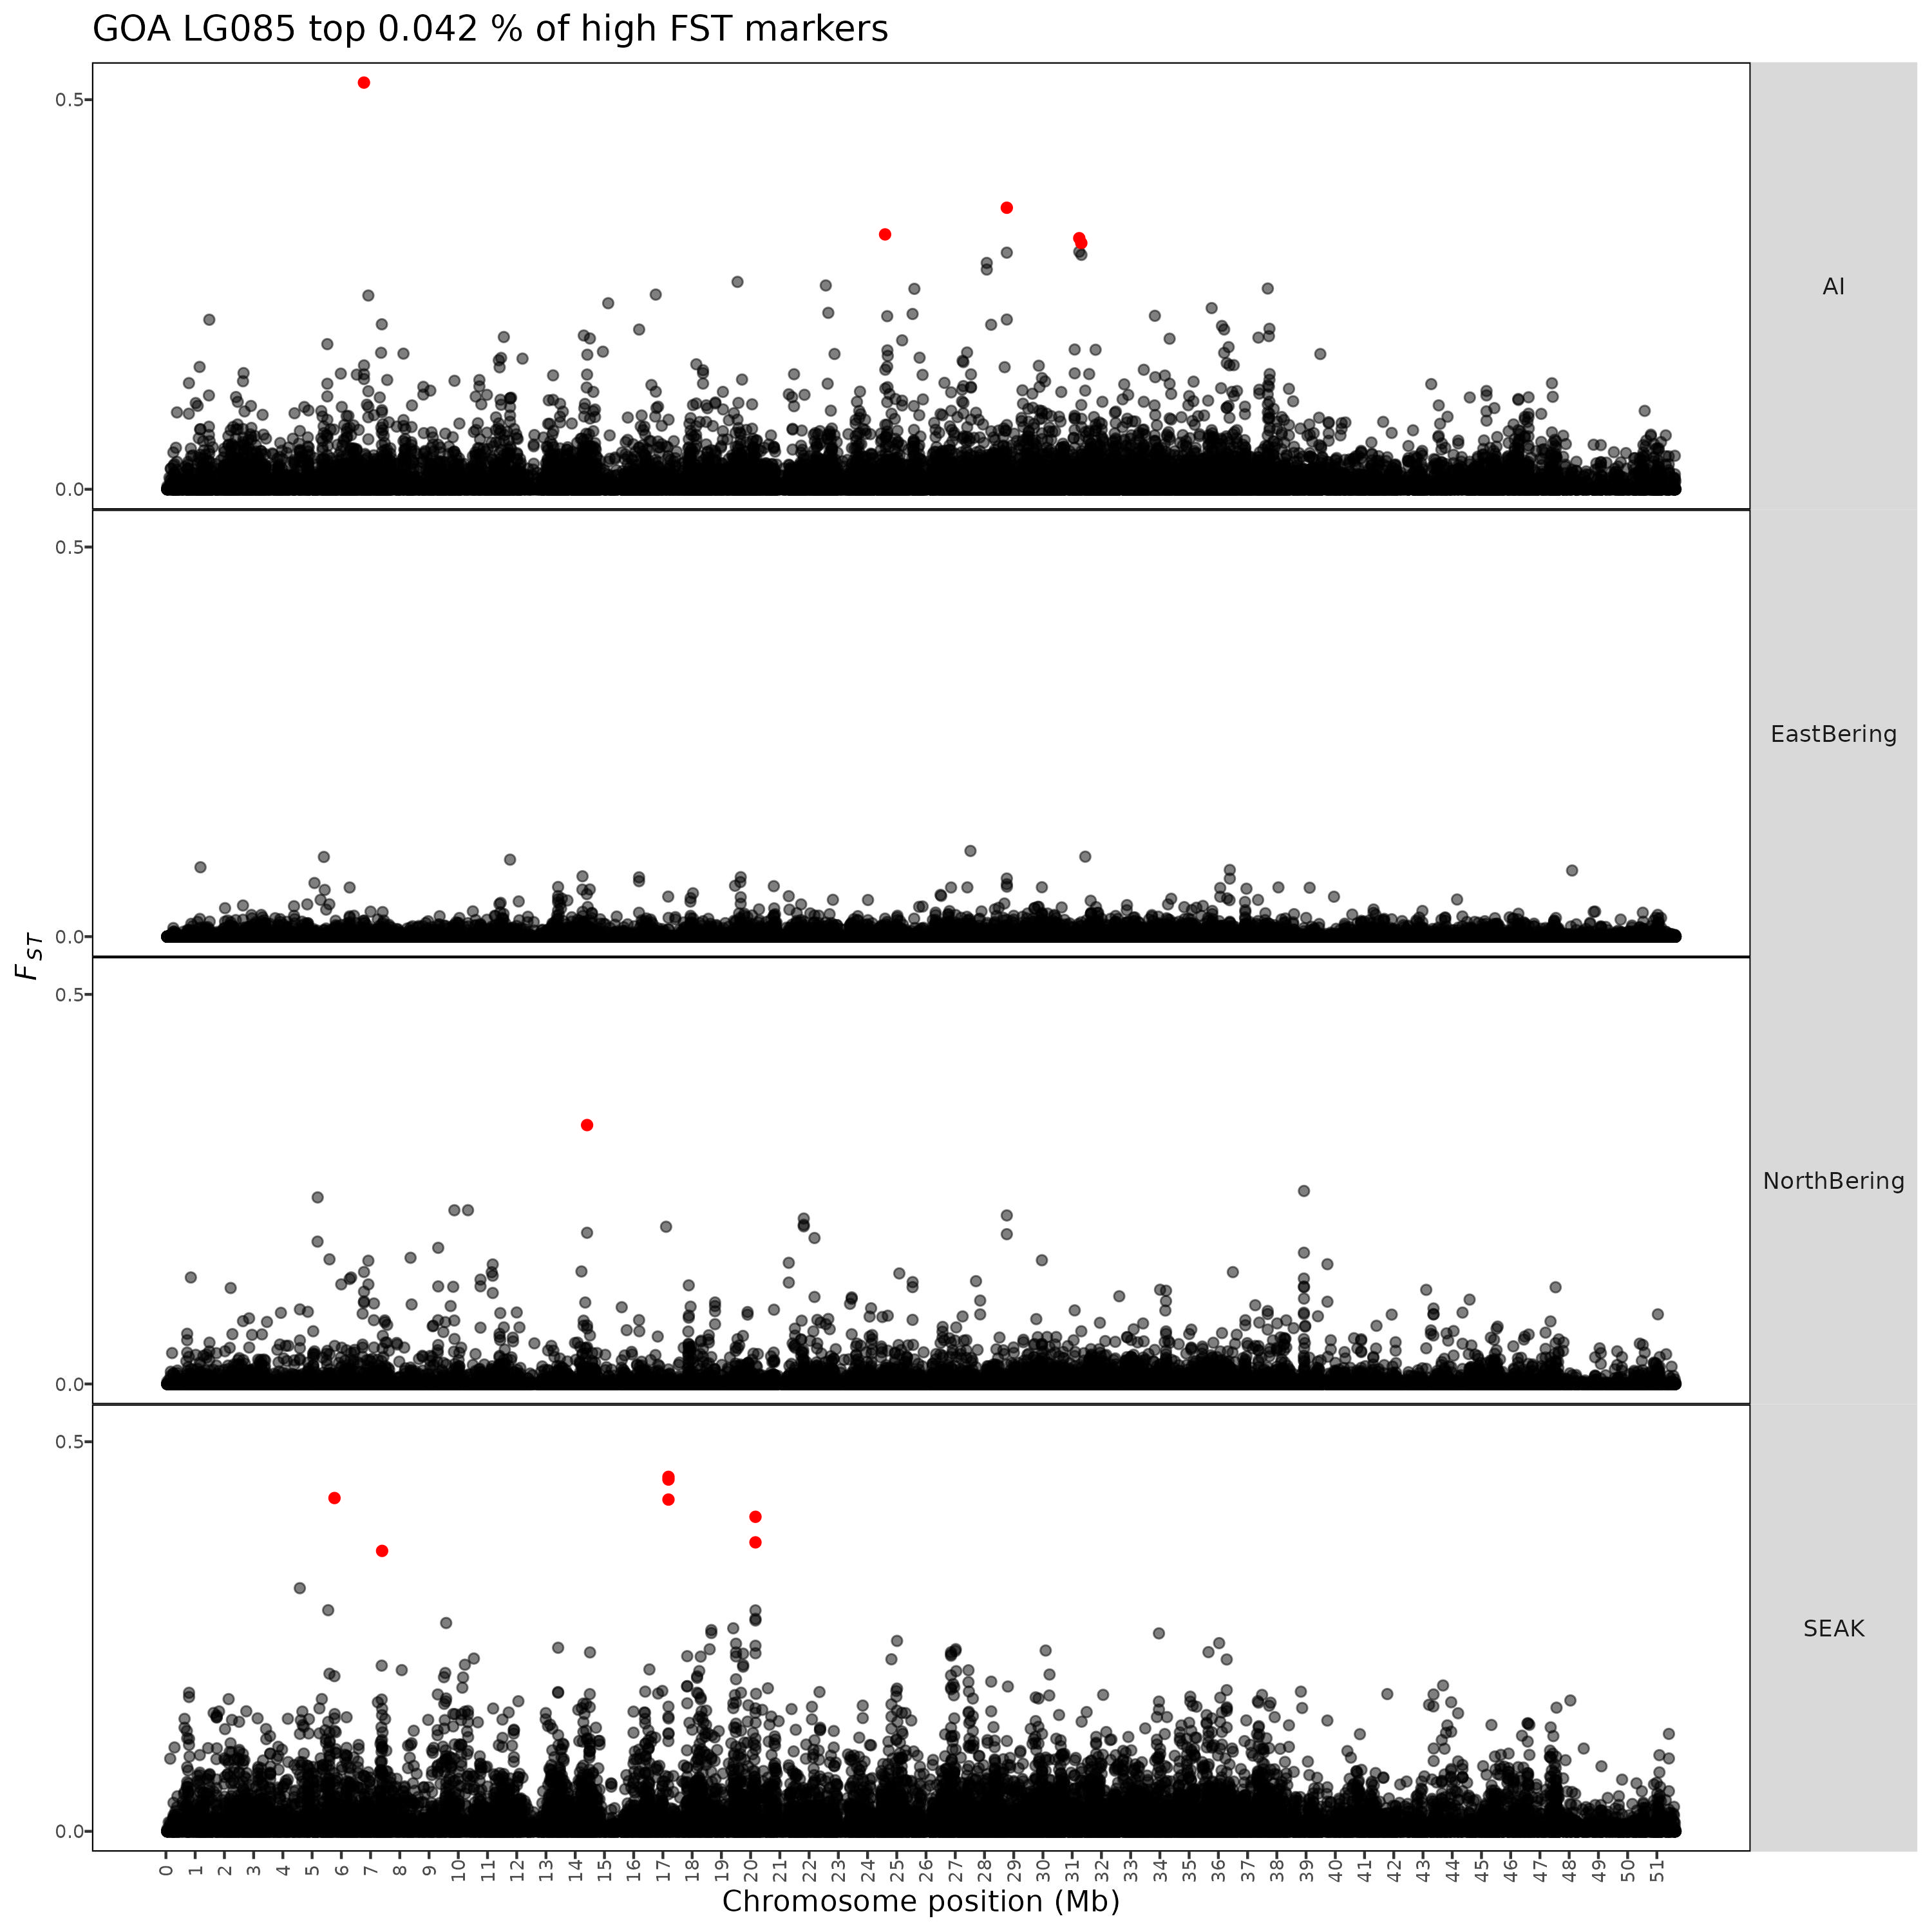 GOA LG085 top 0.042 % of high FST markers
0.5
0.0
AI
0.5
0.0
EastBering
FST
0.5
0.0
NorthBering
0.5
0.0
SEAK
0 1 2 3 4 5 6 7 8 9 10 11 12 13 14 15 16 17 18 19 20 21 22 23 24 25 26 27 28 29 30 31 32 33 34 35 36 37 38 39 40 41 42 43 44 45 46 47 48 49 50 51
Chromosome position (Mb)